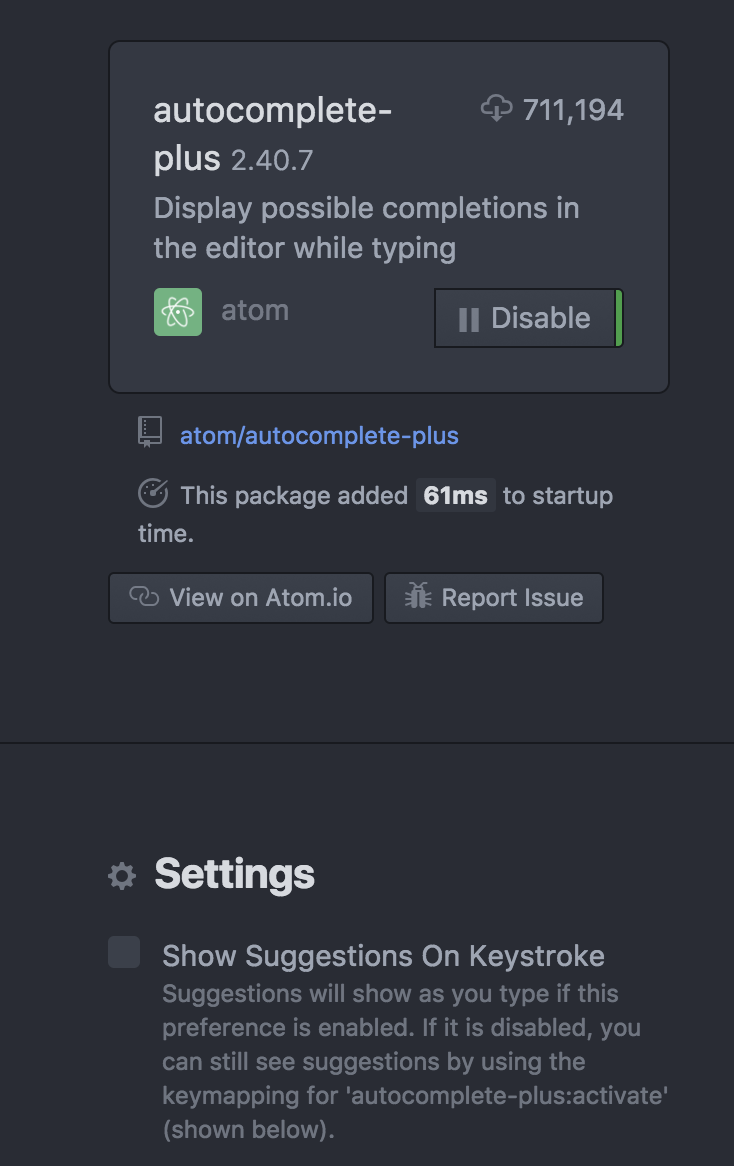 autocomplete- 711,194
plus 2.40.7
Display possible completions in
the editor while typing
atom Disable
atom/autocomplete-plus
This package added 61ms to startup
time.
View on Atom.io Report Issue
Settings
Show Suggestions On Keystroke
Suggestions will show as you type if this
preference is enabled. If it is disabled, you
can still see suggestions by using the
keymapping for 'autocomplete-plus:activate'
(shown below).